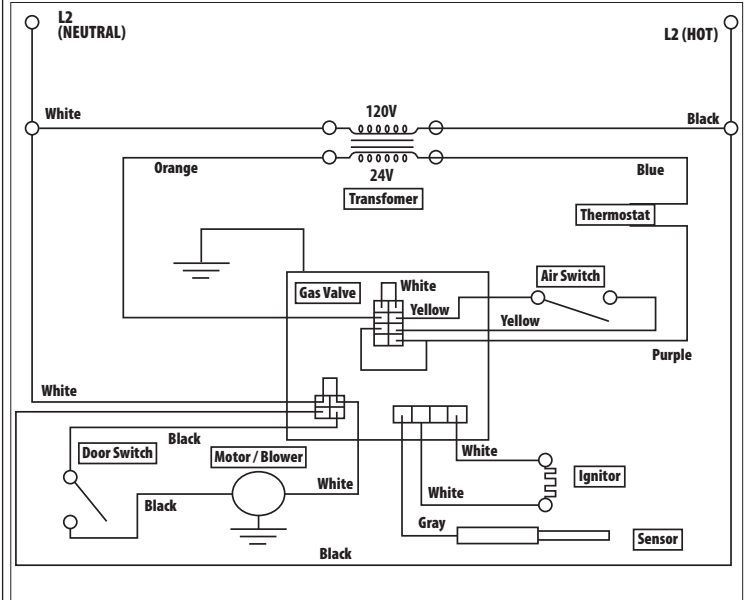 L2
(NEUTRAL)
L2 (HOT)
White
120V
Black
Orange
24V
Blue
Transfomer
Thermostat
Gas Valve
White
Air Switch
Yellow
Yellow
Purple
White
Black
Door Switch
Motor / Blower
White
White
Ignitor
Black
White
Gray
Sensor
Black